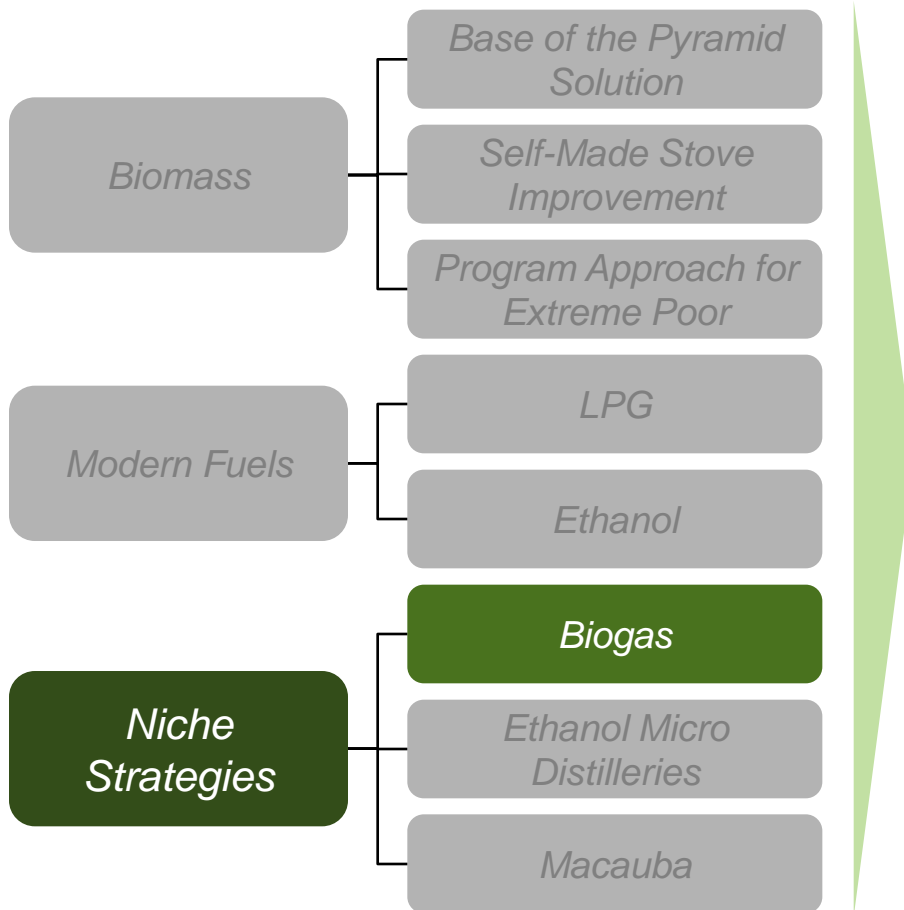 Biomass
Base of the Pyramid
Solution
Self-Made Stove
Improvement
Program Approach for
Extreme Poor
Modern Fuels
LPG
Ethanol
Niche
Strategies
Biogas
Ethanol Micro
Distilleries
Macauba